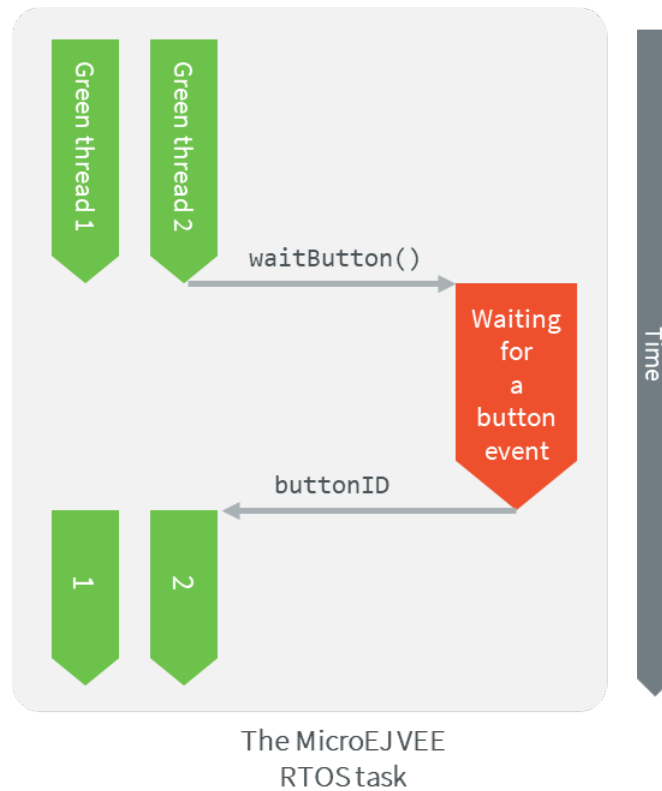 Green thread 1
Green thread 2
waitButton()
Waiting
for
a
button
event
Time
buttonID
1
2
The MicroEJ VEE
RTOS task